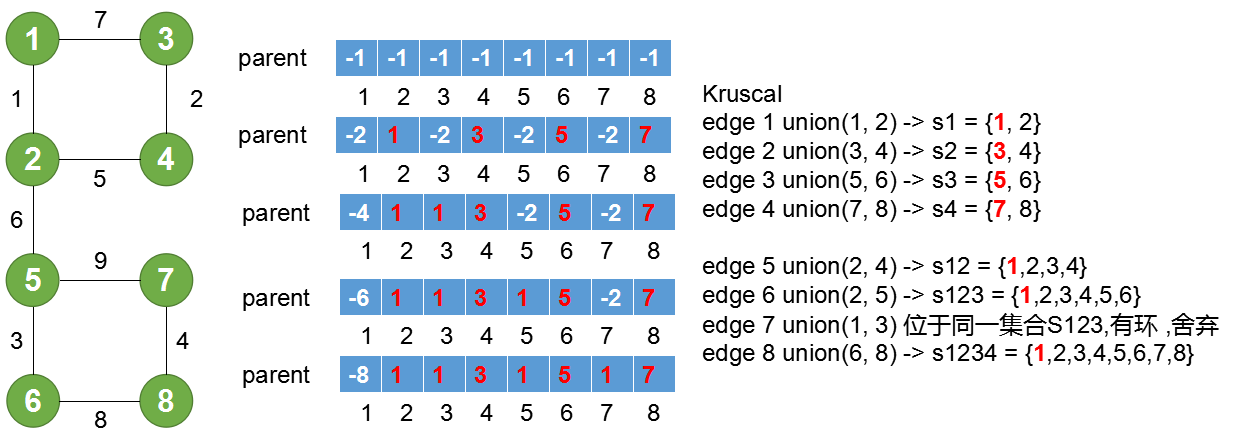 7
1 3
1 2
2 4
5
6
9
5 7
3 4
6 8
8
parent -1 -1 -1 -1 -1 -1 -1 -1
1 2 3 4 5 6 7 8
parent -2 1 -2 3 -2 5 -2 7
1 2 3 4 5 6 7 8
parent -4 1 1 3 -2 5 -2 7
1 2 3 4 5 6 7 8
parent -6 1 1 3 1 5 -2 7
1 2 3 4 5 6 7 8
parent -8 1 1 3 1 5 1 7
1 2 3 4 5 6 7 8
Kruscal
edge 1 union(1, 2) -> s1 = {1, 2}
edge 2 union(3, 4) -> s2 = {3, 4}
edge 3 union(5, 6) -> s3 = {5, 6}
edge 4 union(7, 8) -> s4 = {7, 8}
edge 5 union(2, 4) -> s12 = {1,2,3,4}
edge 6 union(2, 5) -> s123 = {1,2,3,4,5,6}
edge 7 union(1, 3) 位于同一集合S123,有环 ,舍弃
edge 8 union(6, 8) -> s1234 = {1,2,3,4,5,6,7,8}